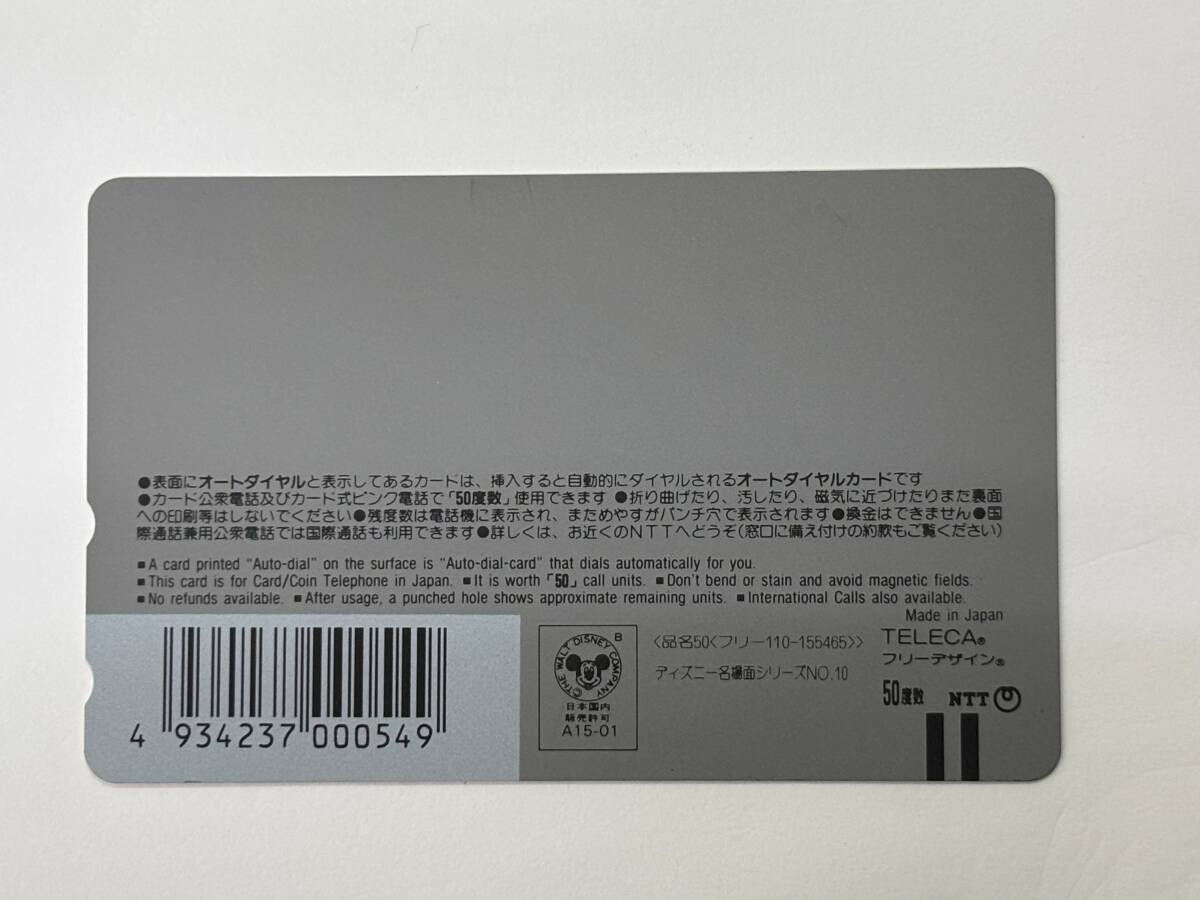 ●表面にオートダイヤルと表示してあるカードは、挿入すると自動的にダイヤルされるオートダイヤルカードです
●カード公衆電話及びカード式ピンク電話で「50度数」使用できます ●折り曲げたり、汚したり、磁気に近づけたりまた裏面
への印刷等はしないでください●残度数は電話機に表示され、まためやすがパンチ穴で表示されます●換金はできません●国
際通話兼用公衆電話では国際通話も利用できます●詳しくは、お近くのNTTへどうぞ(窓口に備え付けの約款もご覧ください)
■A card printed "Auto-dial" on the surface is "Auto-dial-card" that dials automatically for you.
■This card is for Card/Coin Telephone in Japan. ■It is worth「50」call units. ■Don't bend or stain and avoid magnetic fields.
■No refunds available. ■After usage, a punched hole shows approximate remaining units. ■International Calls also available.
Made in Japan
4 934237 000549
B
©THE WALT DISNEY COMPANY
日本国内
販売許可
A15-01
〈品名50〈フリー110-155465〉〉
ディズニー名場面シリーズNO.10
TELECA®
フリーデザイン®
50度数 NTT